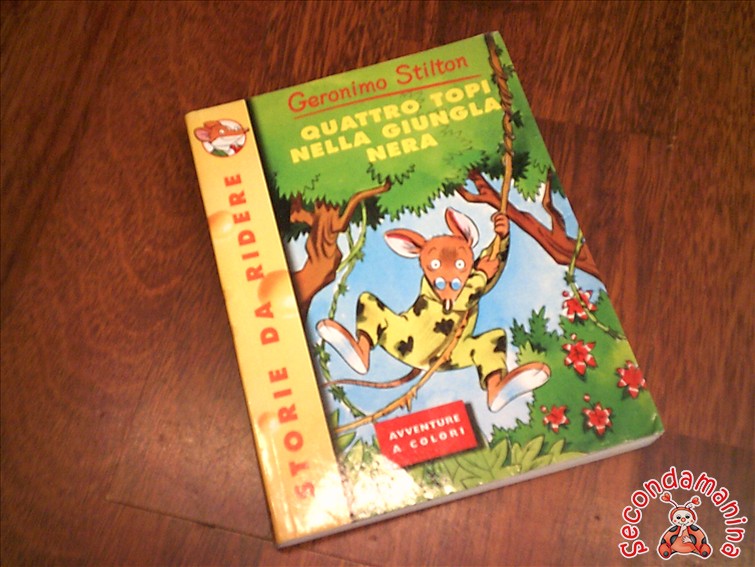 Geronimo Stilton
QUATTRO TOPI
NELLA GIUNGLA
NERA
STORIE DA RIDERE
AVVENTURE
A COLORI
secondamanina